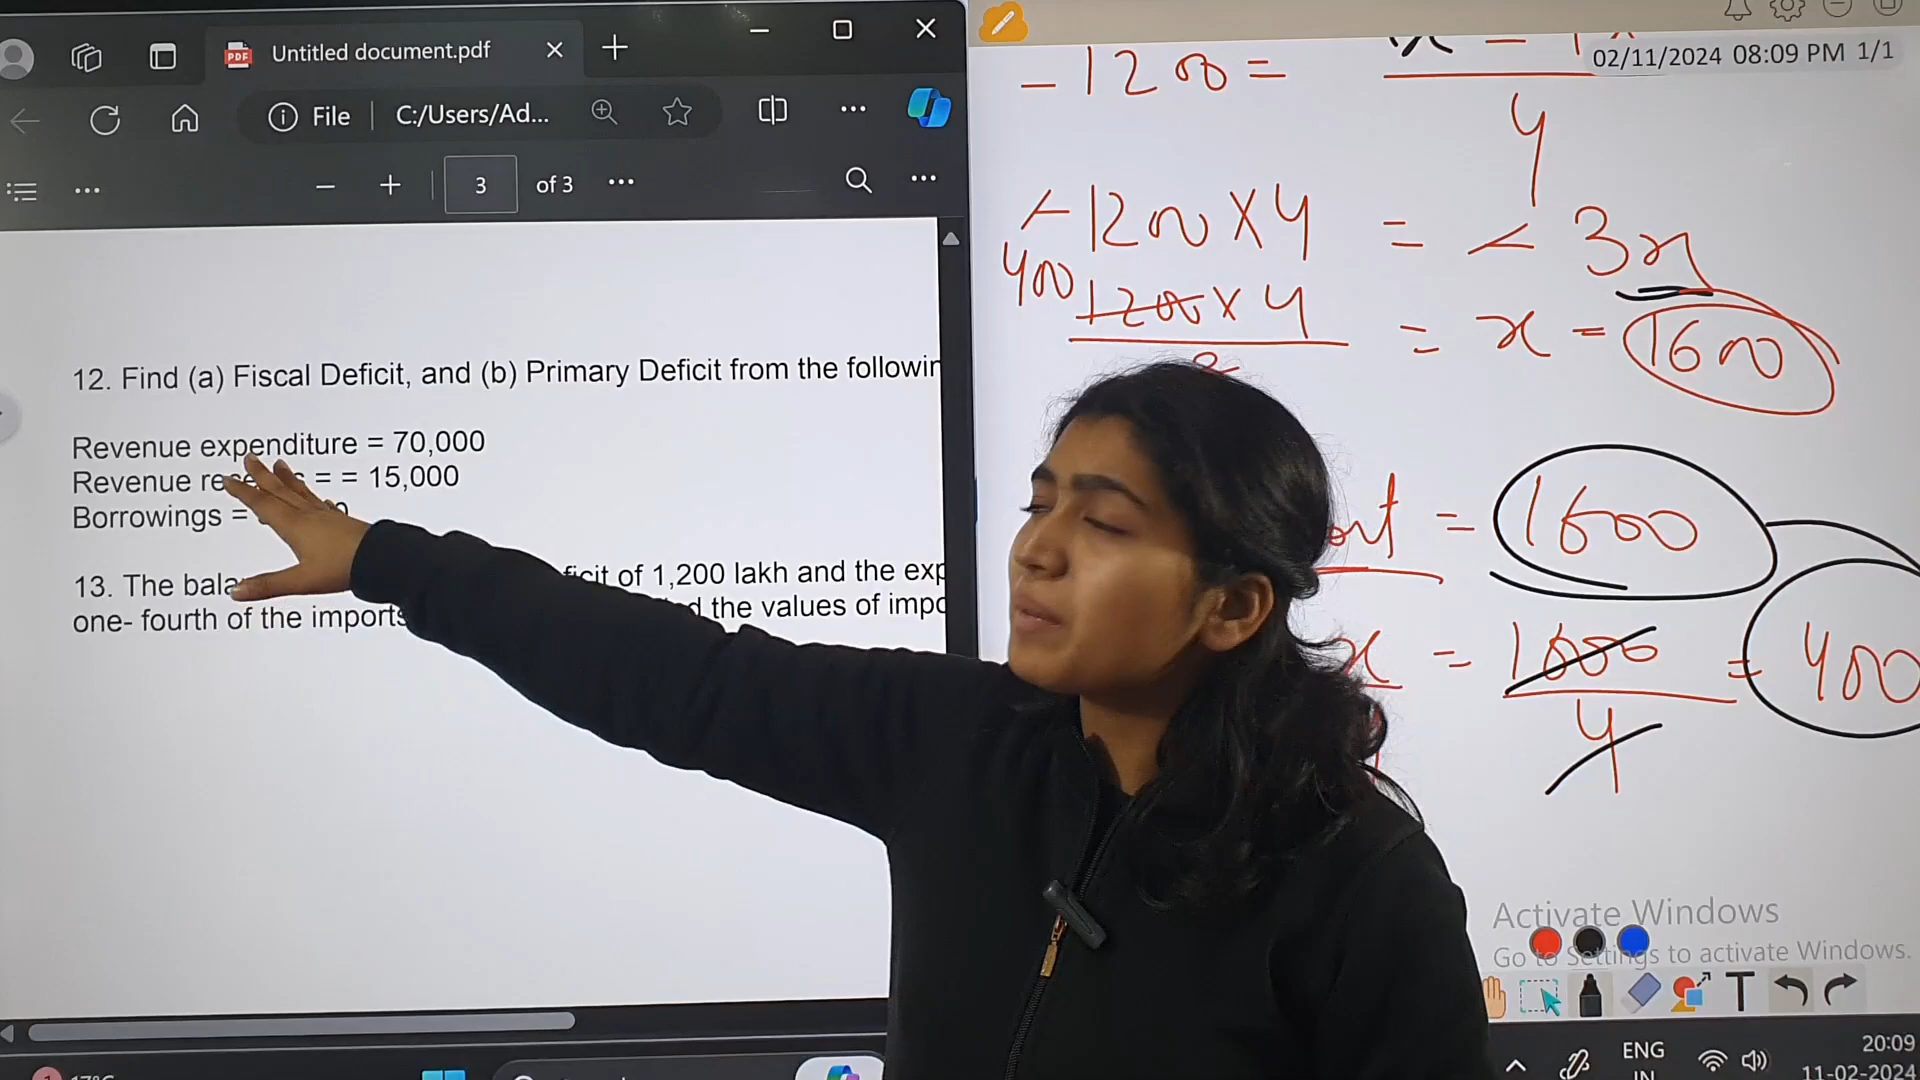 Untitled document.pdf
File
C:/Users/Ad...
3 of 3
12. Find (a) Fiscal Deficit, and (b) Primary Deficit from the followin
Revenue expenditure = 70,000
Revenue = = 15,000
Borrowings =
13. The of 1,200 lakh and the exp
one- fourth of the imports the values of impo
02/11/2024 08:09 PM 1/1
-1200 =
4
-1200 X 4 = - 3x
400
1200 X 4 = x = 1600
= 1600
x = 1600 = 400
4
Activate Windows
Go to Settings to activate Windows.
T
ENG
IN
20:09
11-02-2024
17°C